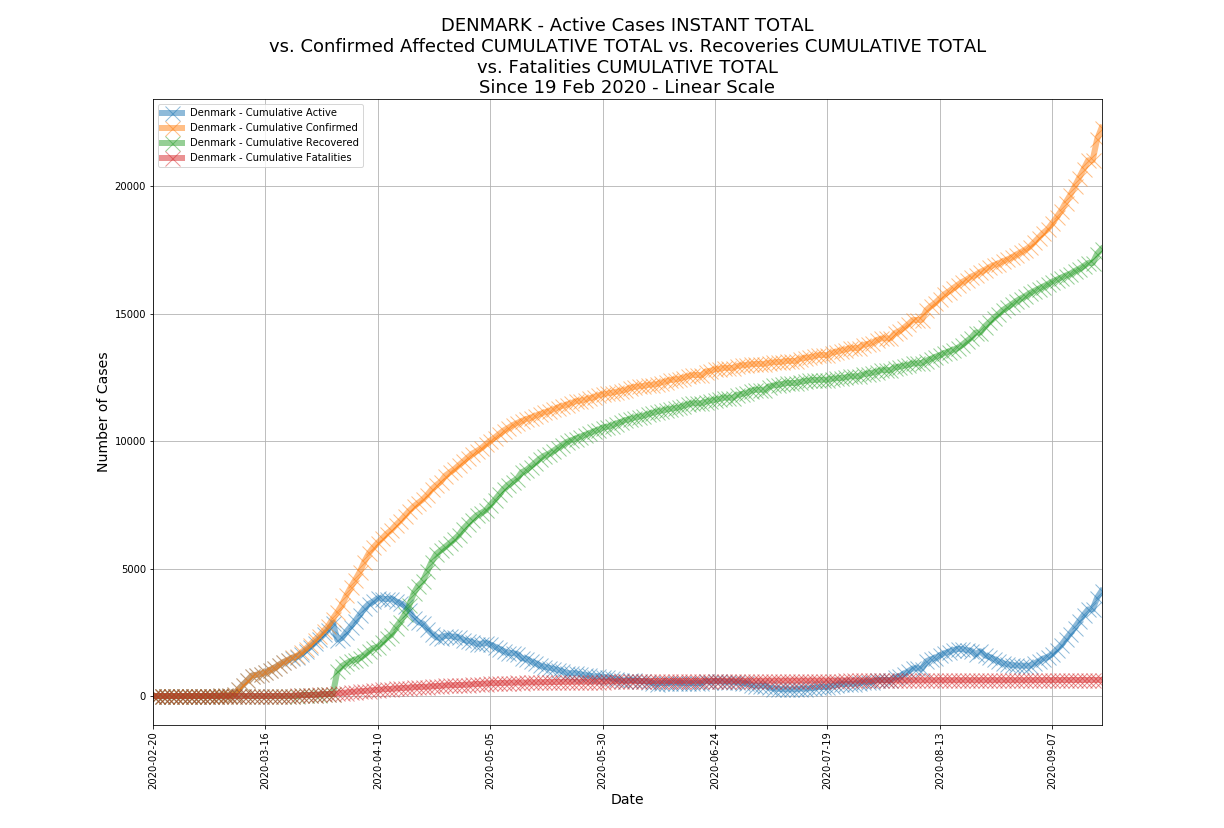 DENMARK - Active Cases INSTANT TOTAL
vs. Confirmed Affected CUMULATIVE TOTAL vs. Recoveries CUMULATIVE TOTAL
vs. Fatalities CUMULATIVE TOTAL
Since 19 Feb 2020 - Linear Scale
Denmark - Cumulative Active
Denmark - Cumulative Confirmed
Denmark - Cumulative Recovered
Denmark - Cumulative Fatalities
Number of Cases
20000
15000
10000
5000
0
2020-02-20
2020-03-16
2020-04-10
2020-05-05
2020-05-30
2020-06-24
2020-07-19
2020-08-13
2020-09-07
Date